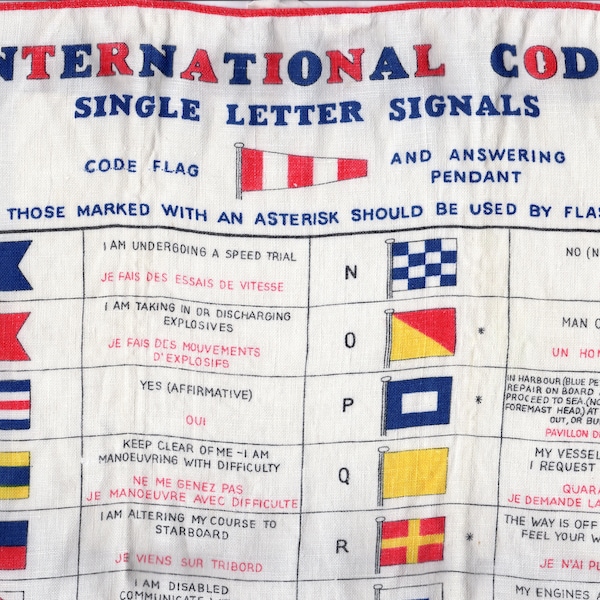 NTERNATIONAL COD
SINGLE LETTER SIGNALS
CODE FLAG
AND ANSWERING
PENDANT
THOSE MARKED WITH AN ASTERISK SHOULD BE USED BY FLAS
I AM UNDERGOING A SPEED TRIAL
JE FAIS DES ESSAIS DE VITESSE
N
NO (N
I AM TAKING IN OR DISCHARGING
EXPLOSIVES
JE FAIS DES MOUVEMENTS
D'EXPLOSIFS
O
*
MAN O
UN HOM
YES (AFFIRMATIVE)
OUI
P
*
IN HARBOUR (BLUE PE
REPAIR ON BOARD
PROCEED TO SEA. (NO
FOREMAST HEAD.) AT
OUT, OR BU
PAVILLON D
KEEP CLEAR OF ME ~ I AM
MANOEUVRING WITH DIFFICULTY
NE ME GENEZ PAS
JE MANOEUVRE AVEC DIFFICULTE
Q
MY VESSEL
I REQUEST
QUARA
JE DEMANDE LA
I AM ALTERING MY COURSE TO
STARBOARD
JE VIENS SUR TRIBORD
R
*
THE WAY IS OFF
FEEL YOUR W
JE N'AI PL
I AM DISABLED
MY ENGINES A